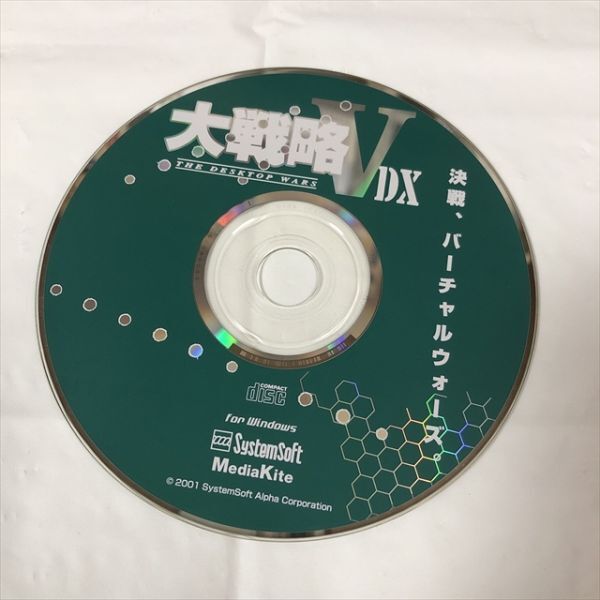 大戦略V DX
THE DESKTOP WARS
決戦、バーチャルウォーズ。
COMPACT
disc
for Windows
SystemSoft
MediaKite
© 2001 SystemSoft Alpha Corporation